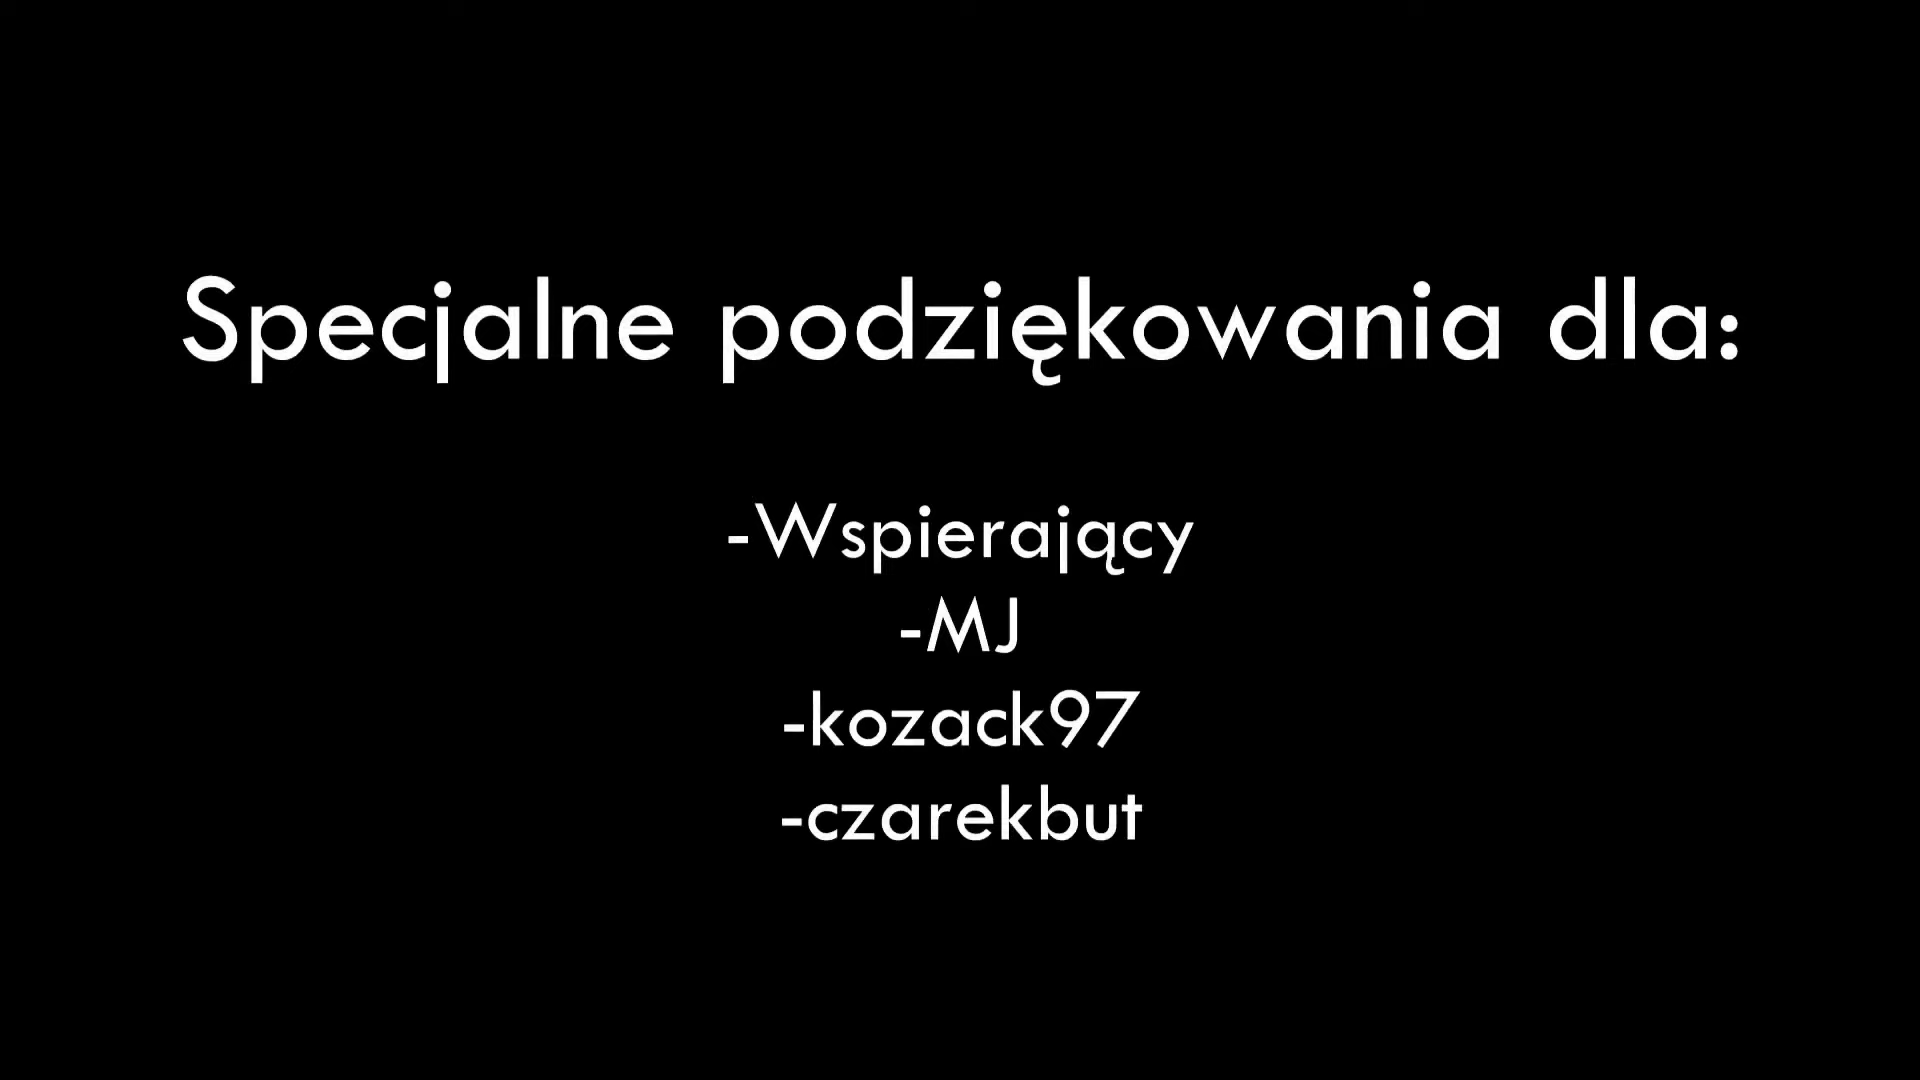 Specjalne podziękowania dla:
-Wspierający
-MJ
-kozack97
-czarekbut